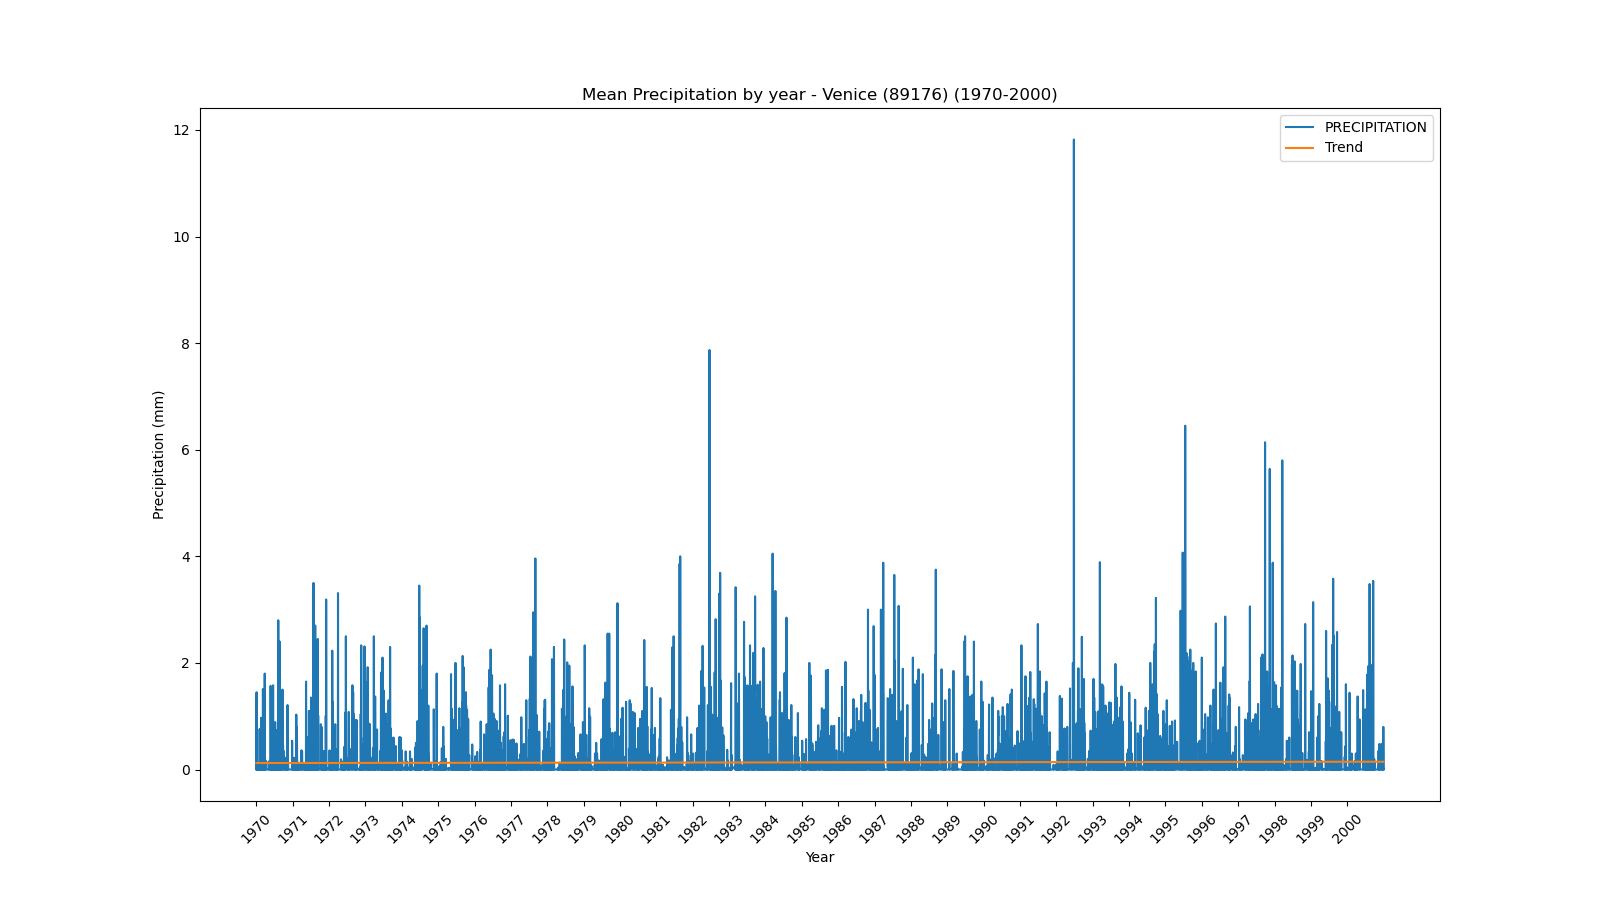 Mean Precipitation by year - Venice (89176) (1970-2000)
PRECIPITATION
Trend
12
10
8
6
4
2
0
Precipitation (mm)
1970 1971 1972 1973 1974 1975 1976 1977 1978 1979 1980 1981 1982 1983 1984 1985 1986 1987 1988 1989 1990 1991 1992 1993 1994 1995 1996 1997 1998 1999 2000
Year